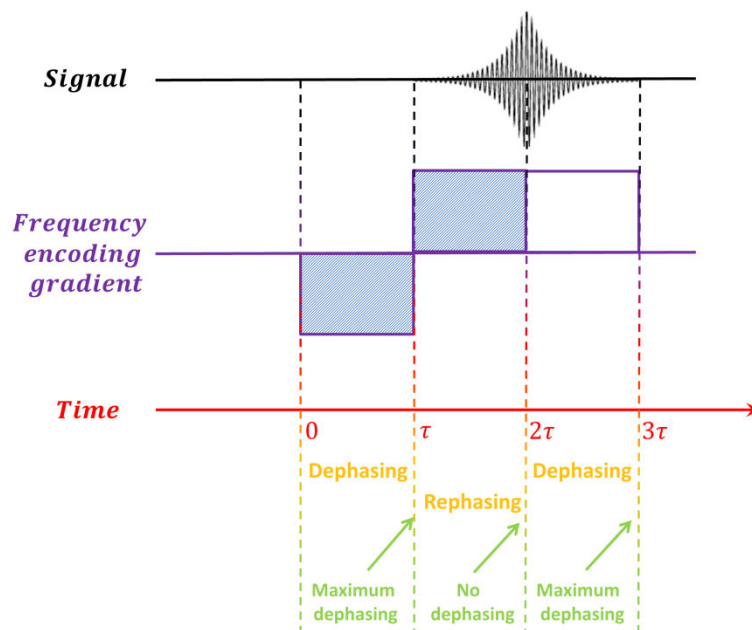 Signal
Frequency
encoding
gradient
Time
0 τ 2τ 3τ
Dephasing Dephasing
Rephasing
Maximum No Maximum
dephasing dephasing dephasing